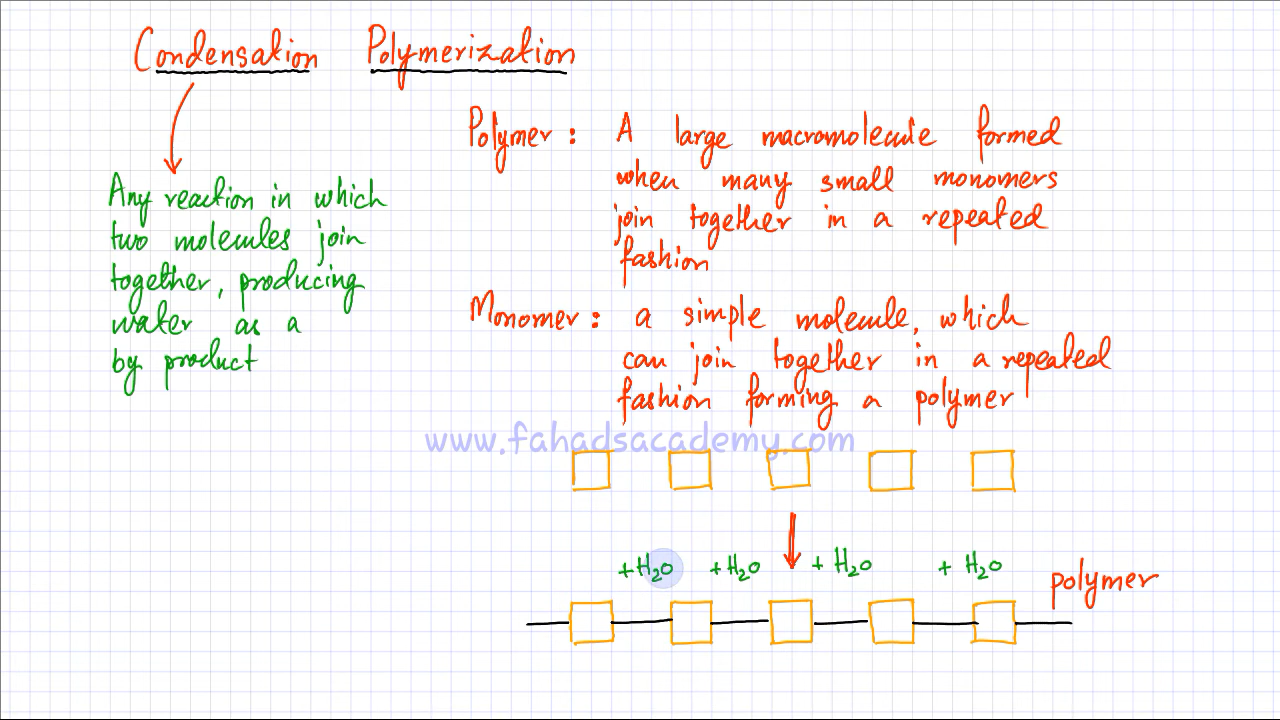 Condensation Polymerization
Any reaction in which
two molecules join
together, producing
water as a
by product
Polymer: A large macromolecule formed
when many small monomers
join together in a repeated
fashion
Monomer: a simple molecule, which
can join together in a repeated
fashion forming a polymer
www.fahadsacademy.com
+H₂O +H₂O + H₂O + H₂O
polymer